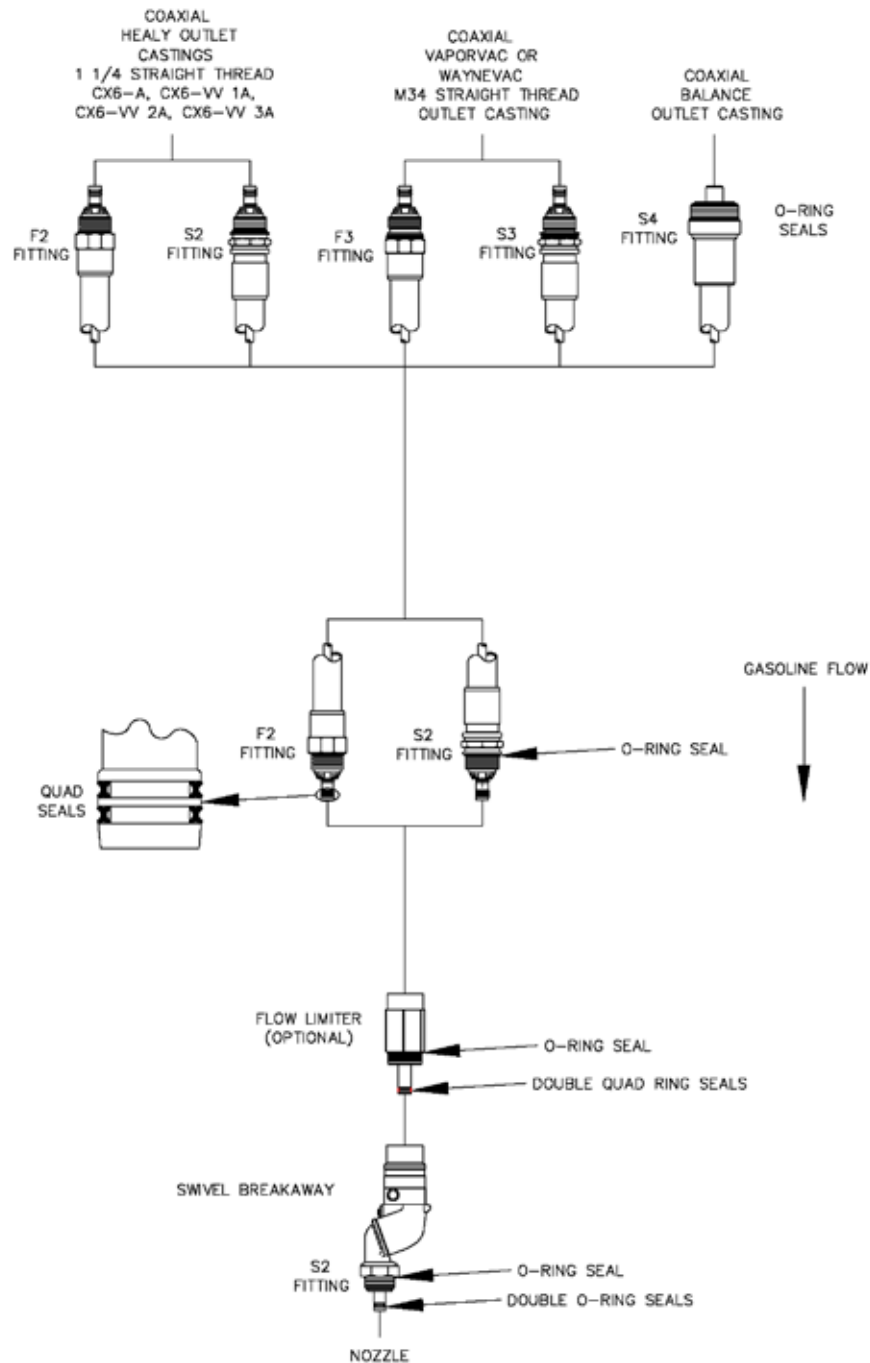 COAXIAL
HEALY OUTLET
CASTINGS
1 1/4 STRAIGHT THREAD
CX6-A, CX6-VV 1A,
CX6-VV 2A, CX6-VV 3A
COAXIAL
VAPORVAC OR
WAYNEVAC
M34 STRAIGHT THREAD
OUTLET CASTING
COAXIAL
BALANCE
OUTLET CASTING
F2
FITTING
S2
FITTING
F3
FITTING
S3
FITTING
S4
FITTING
O-RING
SEALS
GASOLINE FLOW
F2
FITTING
S2
FITTING
O-RING SEAL
QUAD
SEALS
FLOW LIMITER
(OPTIONAL)
O-RING SEAL
DOUBLE QUAD RING SEALS
SWIVEL BREAKAWAY
S2
FITTING
O-RING SEAL
DOUBLE O-RING SEALS
NOZZLE